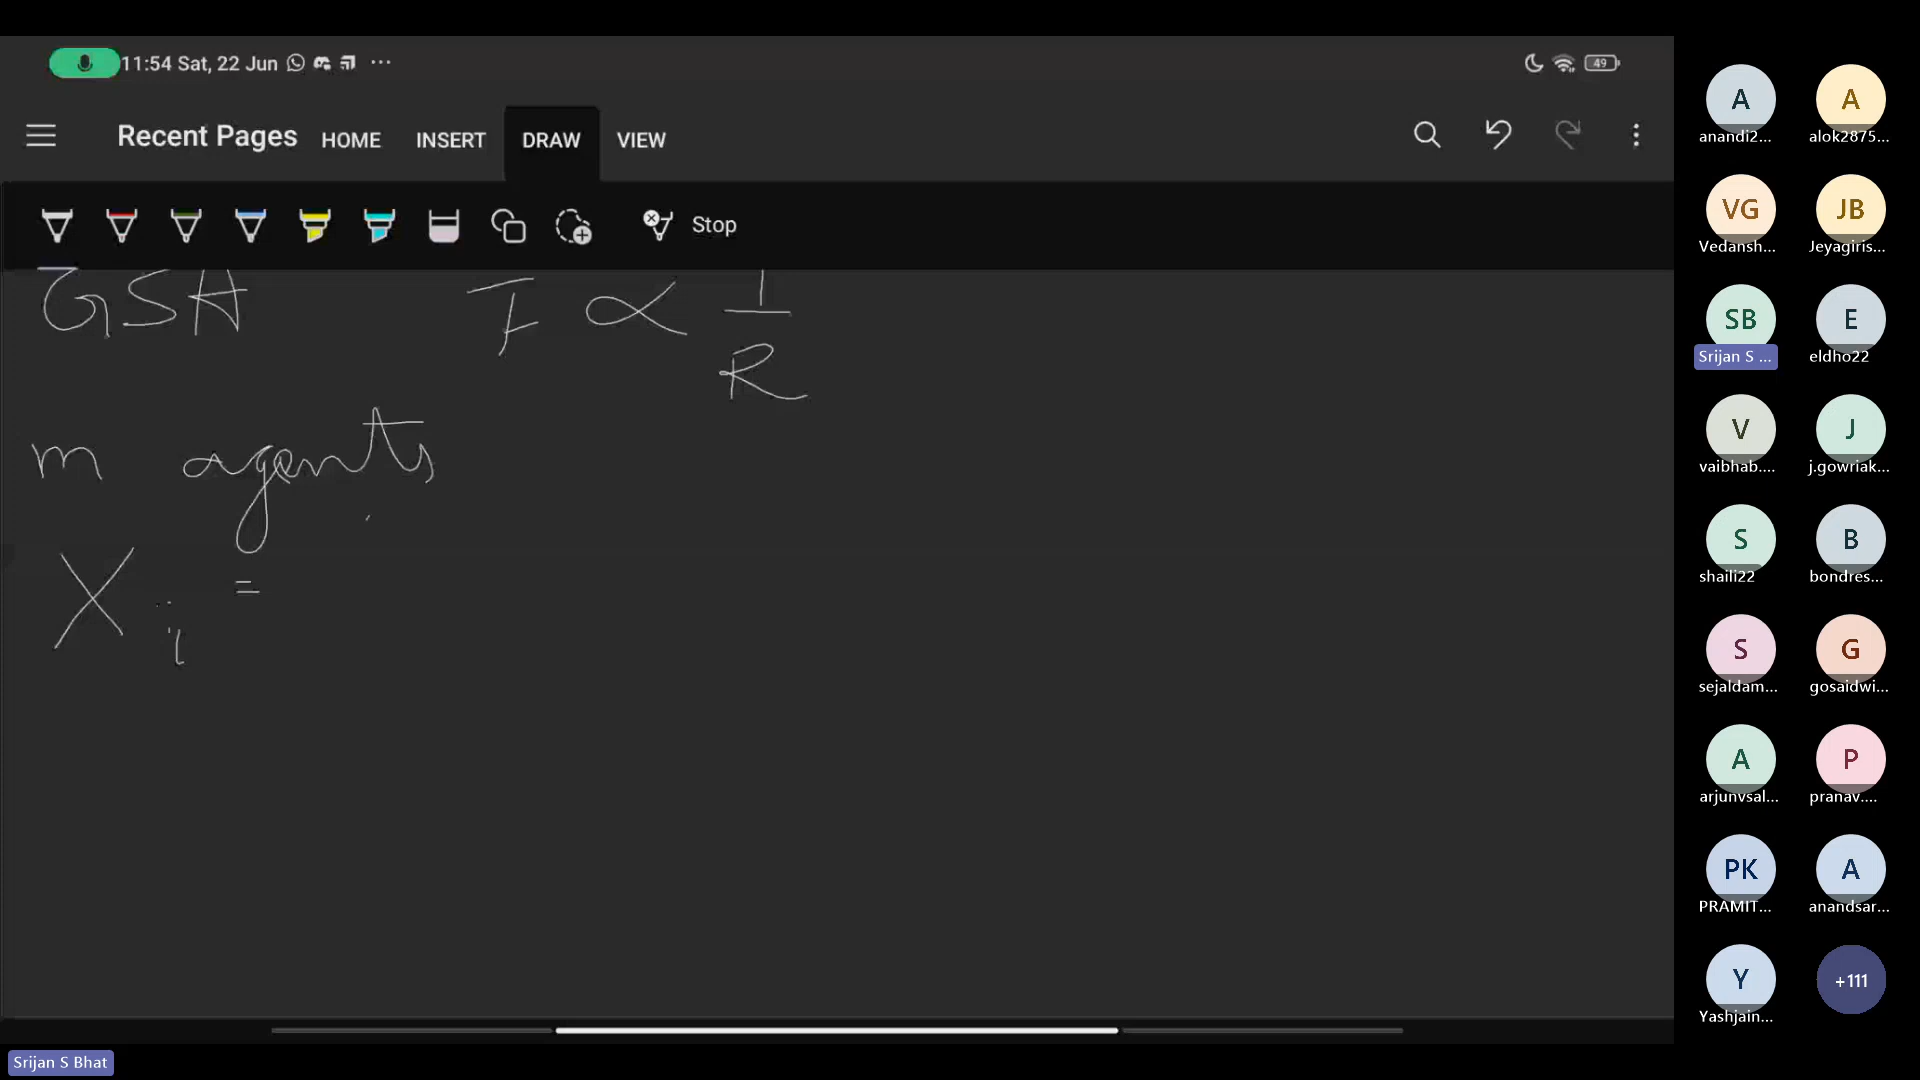 11:54 Sat, 22 Jun ··· 49
Recent Pages HOME INSERT DRAW VIEW
Stop
GSA F ∝ 1
R
m agents
X i =
A A
anandi2... alok2875...
VG JB
Vedansh... Jeyagiris...
SB E
Srijan S ... eldho22
V J
vaibhab.... j.gowriak...
S B
shaili22 bondres...
S G
sejaldam... gosaidwi...
A P
arjunvsal... pranav....
PK A
PRAMIT... anandsar...
Y +111
Yashjain...
Srijan S Bhat